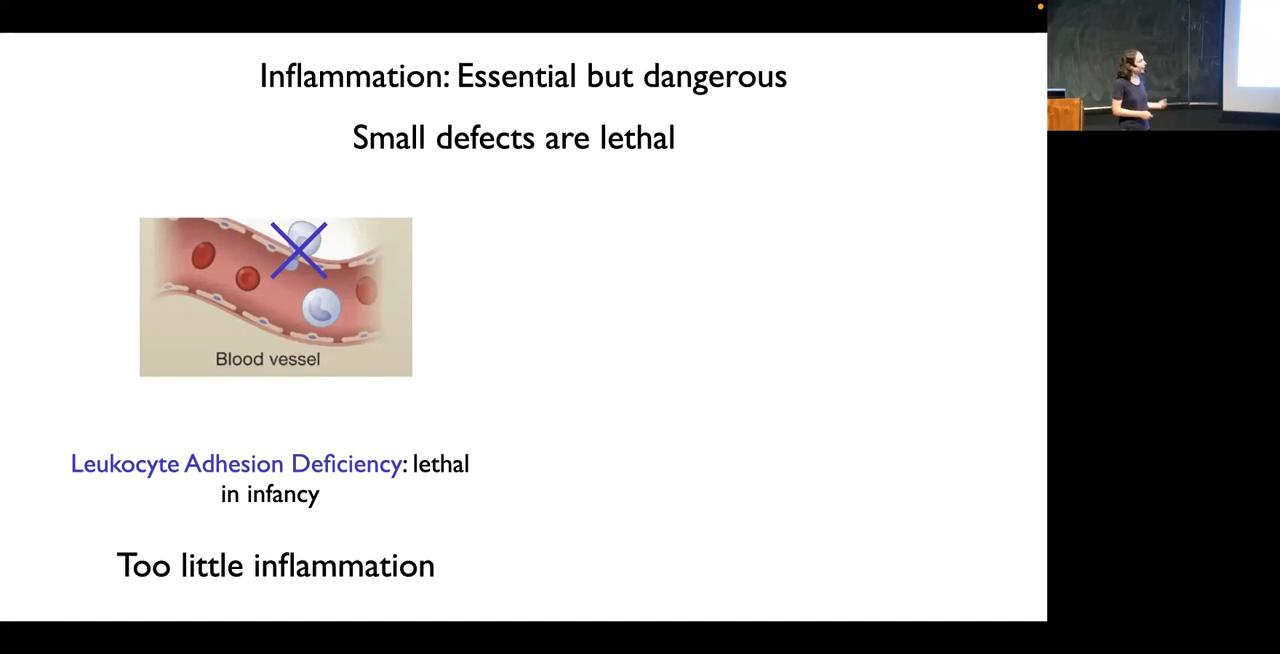 Inflammation: Essential but dangerous
Small defects are lethal
Blood vessel
Leukocyte Adhesion Deficiency: lethal
in infancy
Too little inflammation